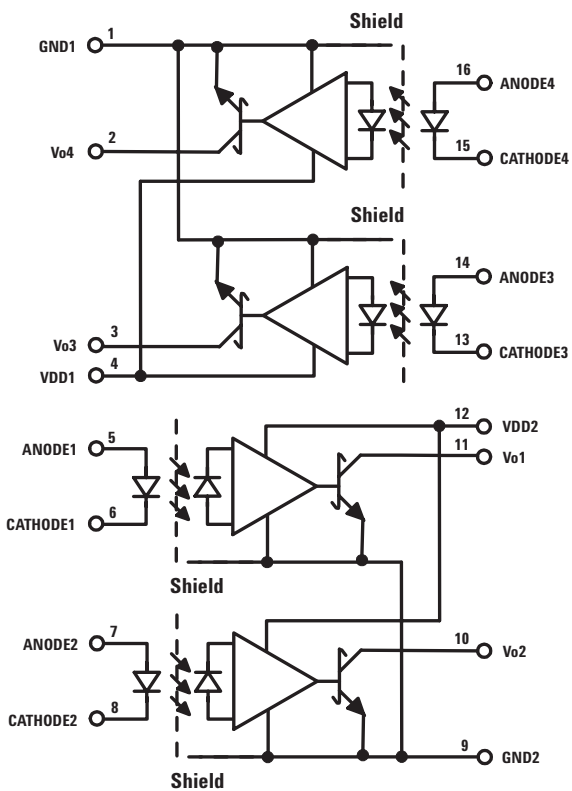 Shield
GND1 1
16 ANODE4
Vo4 2
15 CATHODE4
Shield
14 ANODE3
Vo3 3
13 CATHODE3
VDD1 4
12 VDD2
ANODE1 5
11 Vo1
CATHODE1 6
Shield
ANODE2 7
10 Vo2
CATHODE2 8
9 GND2
Shield